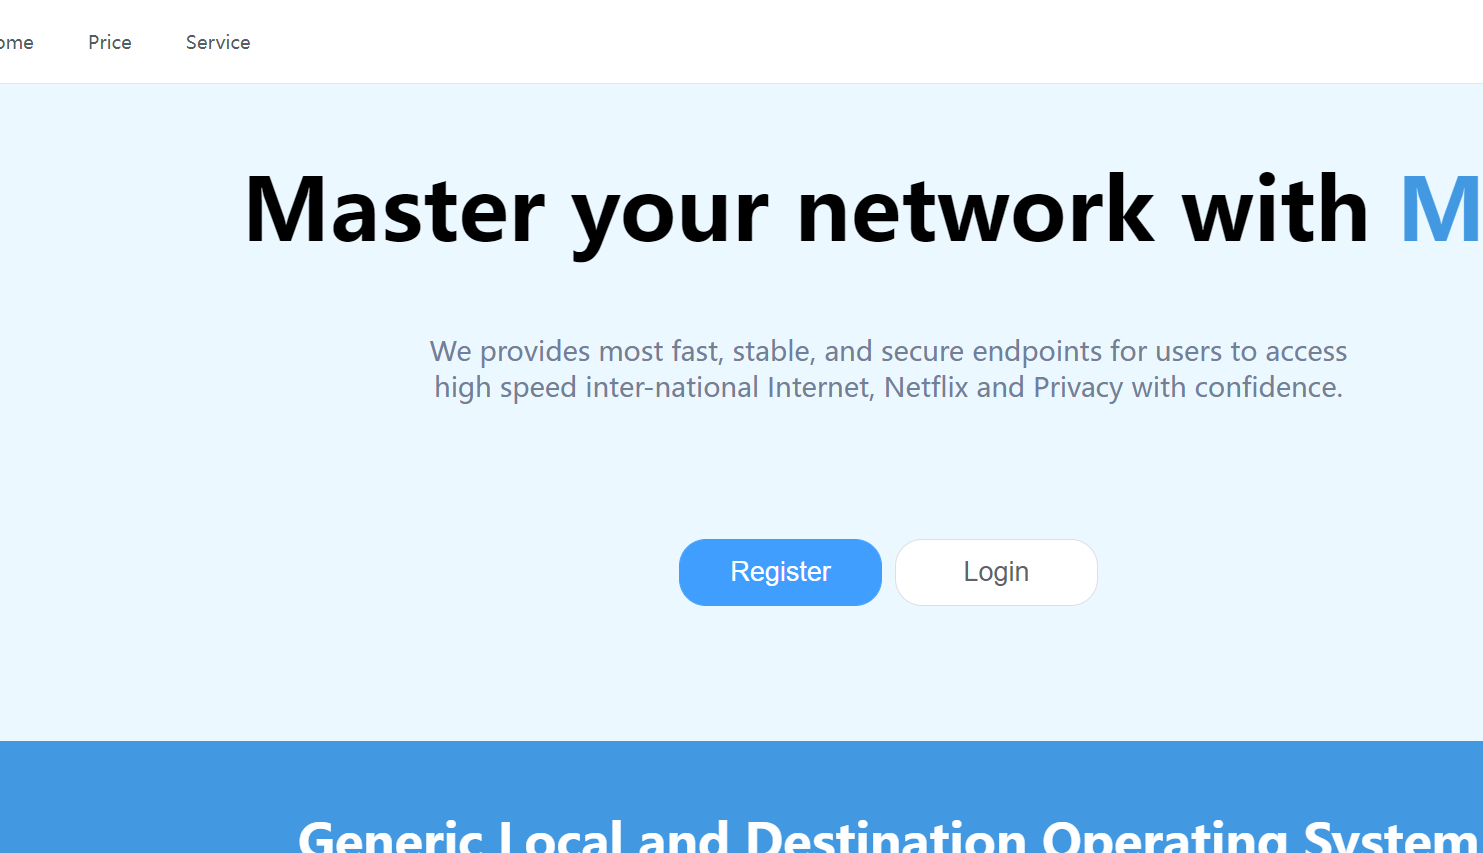 Price Service
Master your network with M
We provides most fast, stable, and secure endpoints for users to access
high speed inter-national Internet, Netflix and Privacy with confidence.
Register Login
Generic Local and Destination Operating System